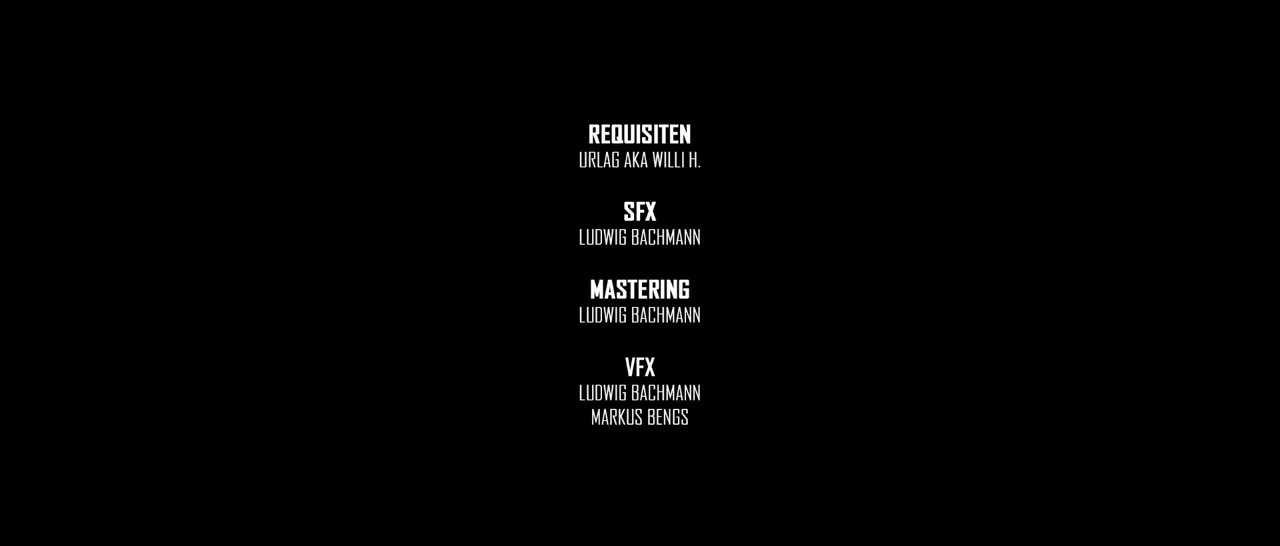 REQUISITEN
URLAG AKA WILLI H.
SFX
LUDWIG BACHMANN
MASTERING
LUDWIG BACHMANN
VFX
LUDWIG BACHMANN
MARKUS BENGS